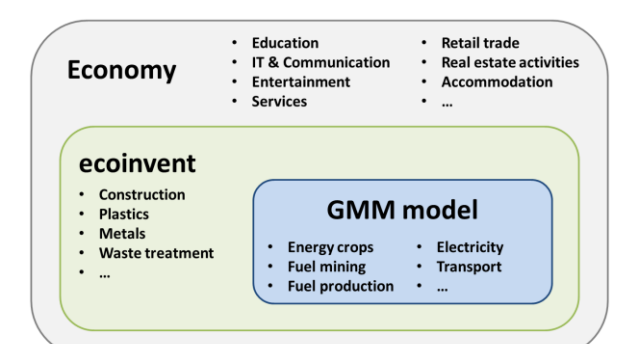 Economy
• Education
• IT & Communication
• Entertainment
• Services
• Retail trade
• Real estate activities
• Accommodation
• ...
ecoinvent
• Construction
• Plastics
• Metals
• Waste treatment
• ...
GMM model
• Energy crops
• Fuel mining
• Fuel production
• Electricity
• Transport
• ...